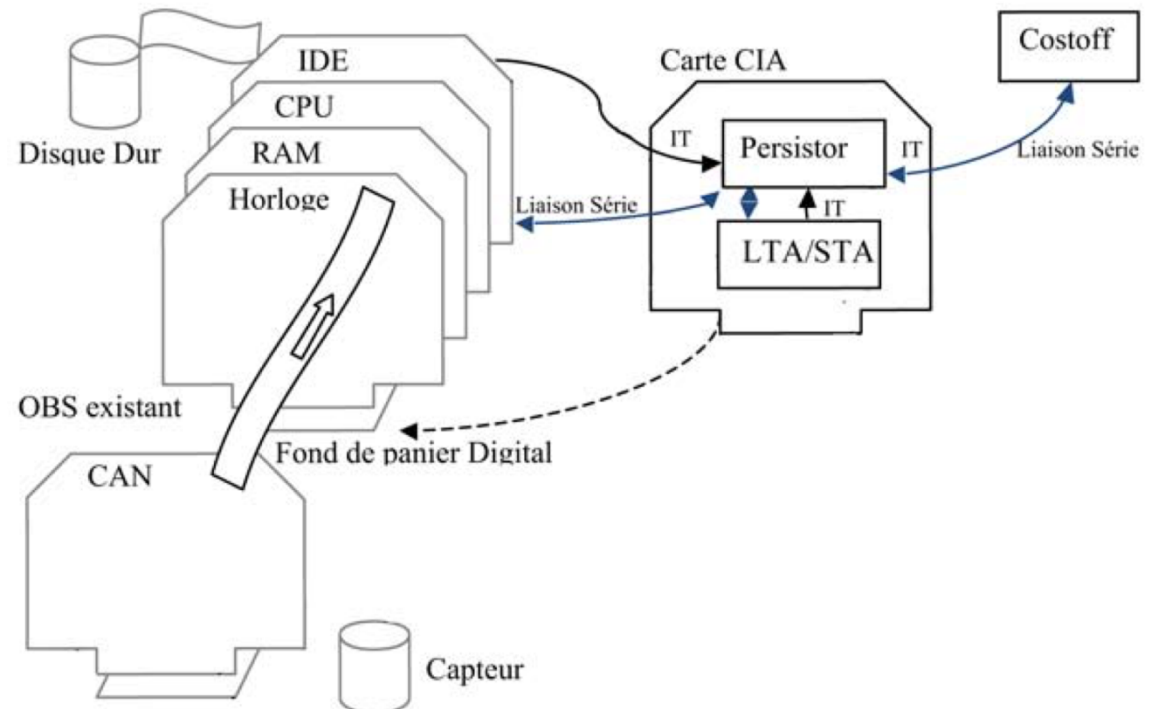 IDE
Carte CIA
Costoff
CPU
IT
Persistor
IT
Disque Dur
RAM
Liaison Série
Horloge
Liaison Série
IT
LTA/STA
OBS existant
Fond de panier Digital
CAN
Capteur